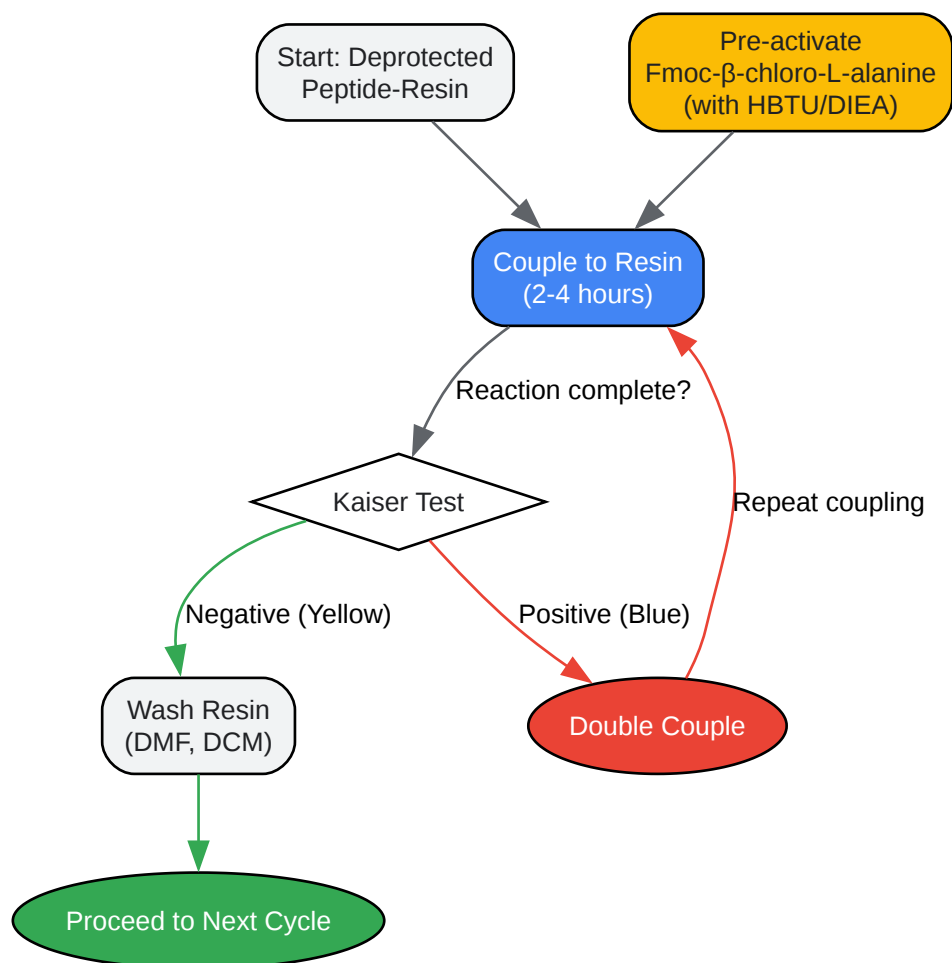 Start: Deprotected
Peptide-Resin
Pre-activate
Fmoc-β-chloro-L-alanine
(with HBTU/DIEA)
Couple to Resin
(2-4 hours)
Reaction complete?
Kaiser Test
Repeat coupling
Negative (Yellow)
Positive (Blue)
Wash Resin
(DMF, DCM)
Double Couple
Proceed to Next Cycle